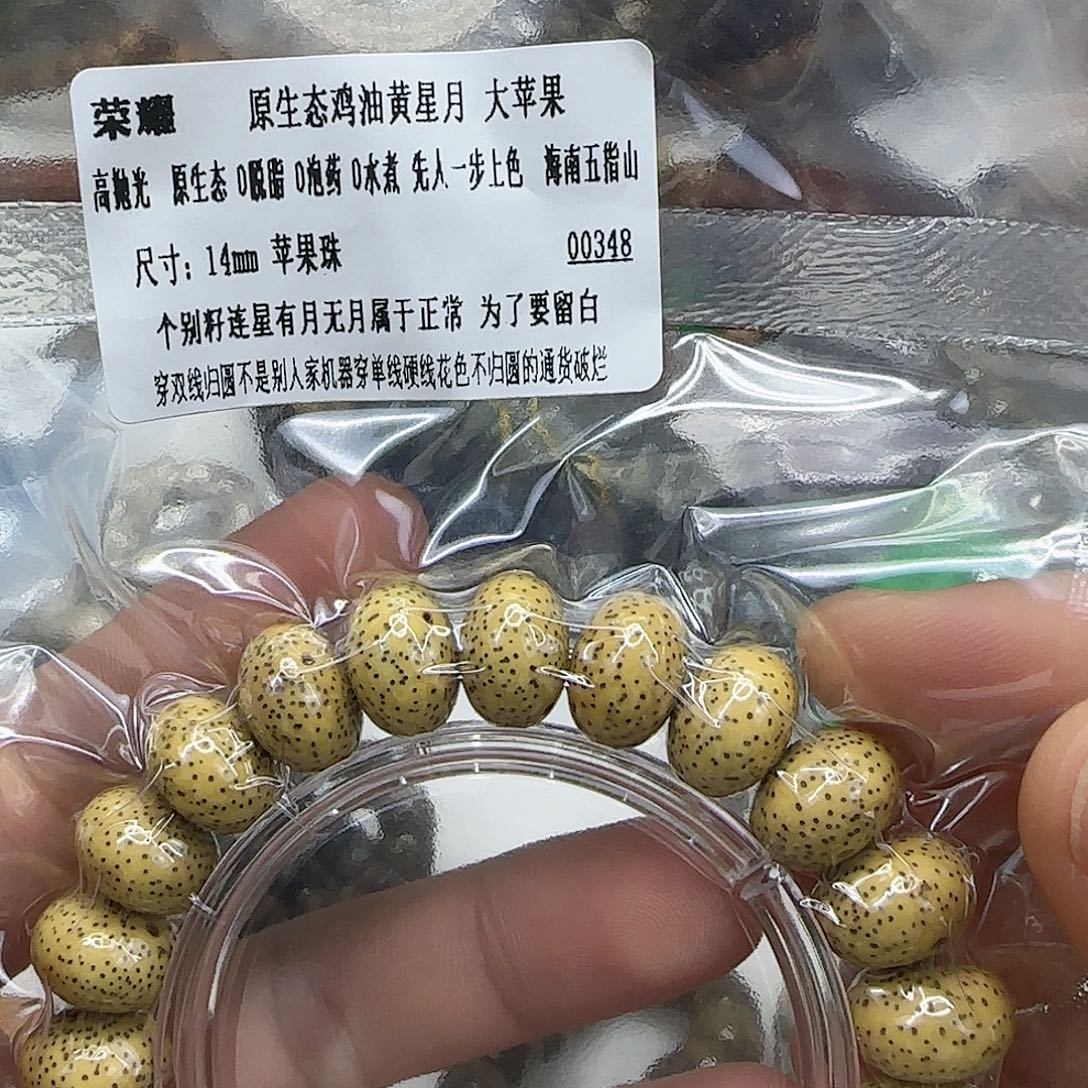 荣耀 原生态鸡油黄星月 大苹果
高抛光 原生态 0脱脂 0泡药 0水煮 先人一步上色 海南五指山
尺寸：14mm 苹果珠 00348
个别籽连星有月无月属于正常 为了要留白
穿双线归圆不是别人家机器穿单线硬线花色不归圆的通货破烂